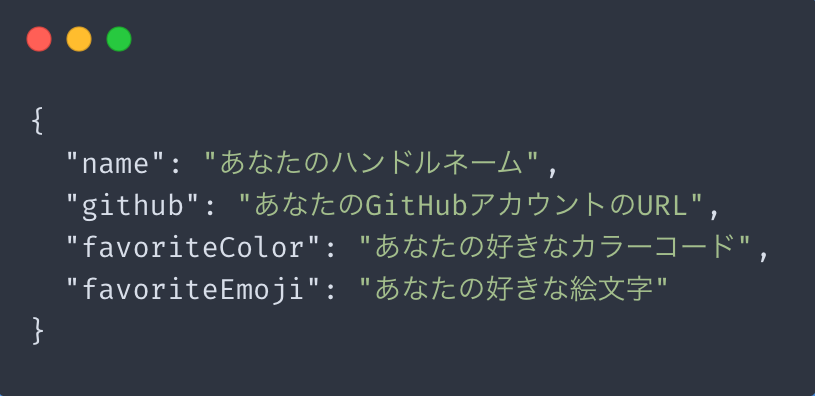 {
  "name": "あなたのハンドルネーム",
  "github": "あなたのGitHubアカウントのURL",
  "favoriteColor": "あなたの好きなカラーコード",
  "favoriteEmoji": "あなたの好きな絵文字"
}